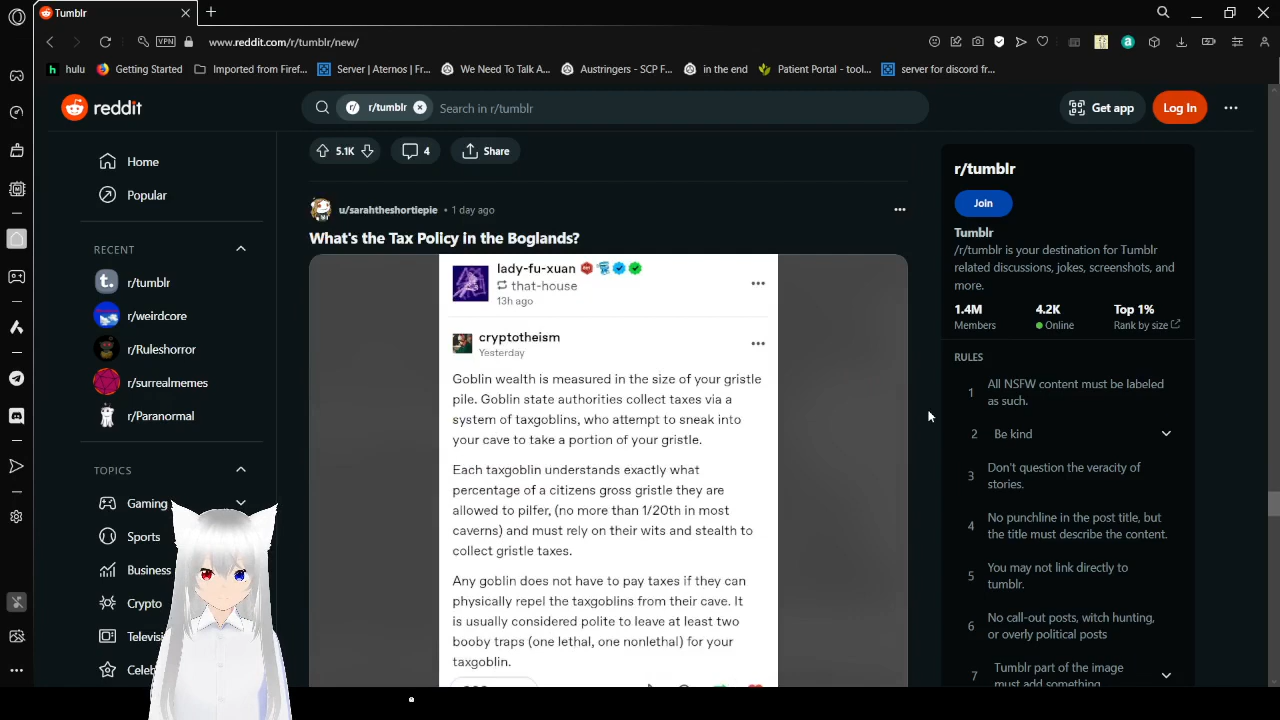 Tumblr
VPN
www.reddit.com/r/tumblr/new/
hulu
Getting Started
Imported from Firef...
Server | Aternos | Fr...
We Need To Talk A...
Austringers - SCP F...
in the end
Patient Portal - tool...
server for discord fr...
reddit
r/tumblr
Search in r/tumblr
Get app
Log In
Home
Popular
RECENT
r/tumblr
r/weirdcore
r/Ruleshorror
r/surrealmemes
r/Paranormal
TOPICS
Gaming
Sports
Business
Crypto
Televisi
Celeb
5.1K
4
Share
u/sarahtheshortiepie • 1 day ago
What's the Tax Policy in the Boglands?
lady-fu-xuan
that-house
13h ago
cryptotheism
Yesterday
Goblin wealth is measured in the size of your gristle
pile. Goblin state authorities collect taxes via a
system of taxgoblins, who attempt to sneak into
your cave to take a portion of your gristle.
Each taxgoblin understands exactly what
percentage of a citizens gross gristle they are
allowed to pilfer, (no more than 1/20th in most
caverns) and must rely on their wits and stealth to
collect gristle taxes.
Any goblin does not have to pay taxes if they can
physically repel the taxgoblins from their cave. It
is usually considered polite to leave at least two
booby traps (one lethal, one nonlethal) for your
taxgoblin.
r/tumblr
Join
Tumblr
/r/tumblr is your destination for Tumblr
related discussions, jokes, screenshots, and
more.
1.4M
4.2K
Top 1%
Members
Online
Rank by size
RULES
1
All NSFW content must be labeled
as such.
2
Be kind
3
Don't question the veracity of
stories.
4
No punchline in the post title, but
the title must describe the content.
5
You may not link directly to
tumblr.
6
No call-out posts, witch hunting,
or overly political posts
7
Tumblr part of the image
must add something